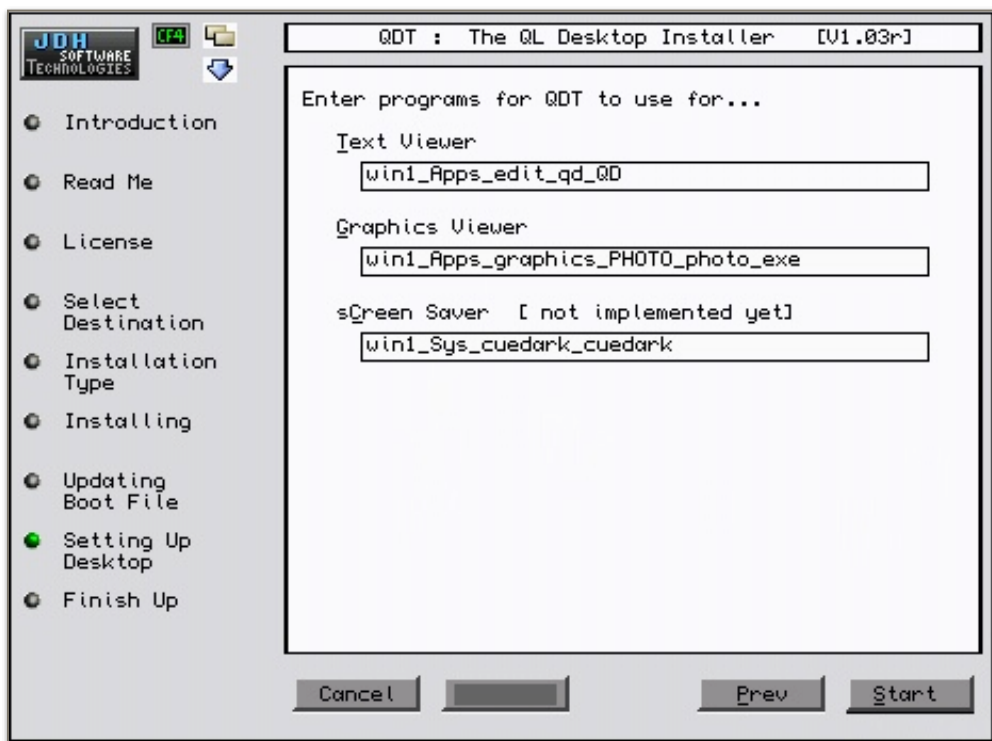 JDH
SOFTWARE
TECHNOLOGIES
CF4
QDT : The QL Desktop Installer [V1.03r]
Introduction
Read Me
License
Select
Destination
Installation
Type
Installing
Updating
Boot File
Setting Up
Desktop
Finish Up
Enter programs for QDT to use for...
Text Viewer
win1_Apps_edit_qd_QD
Graphics Viewer
win1_Apps_graphics_PHOTO_photo_exe
sCreen Saver [ not implemented yet]
win1_Sys_cuedark_cuedark
Cancel
Prev
Start